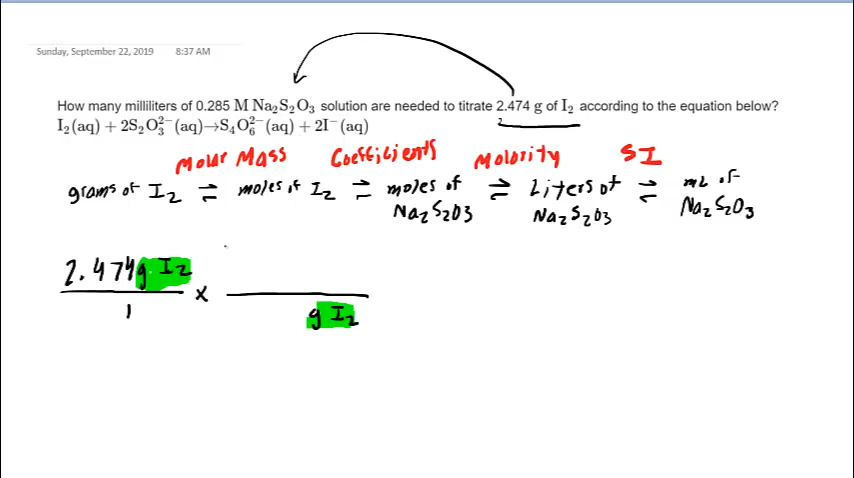 Sunday, September 22, 2019 8:37 AM
How many milliliters of 0.285 M Na₂S₂O₃ solution are needed to titrate 2.474 g of I₂ according to the equation below?
I₂(aq) + 2S₂O₃²⁻(aq)→S₄O₆²⁻(aq) + 2I⁻(aq)
Molar Mass Coefficients Molarity SI
grams of I₂ ⇌ moles of I₂ ⇌ moles of Na₂S₂O₃ ⇌ Liters of Na₂S₂O₃ ⇌ mL of Na₂S₂O₃
2.474g I₂
1 × g I₂